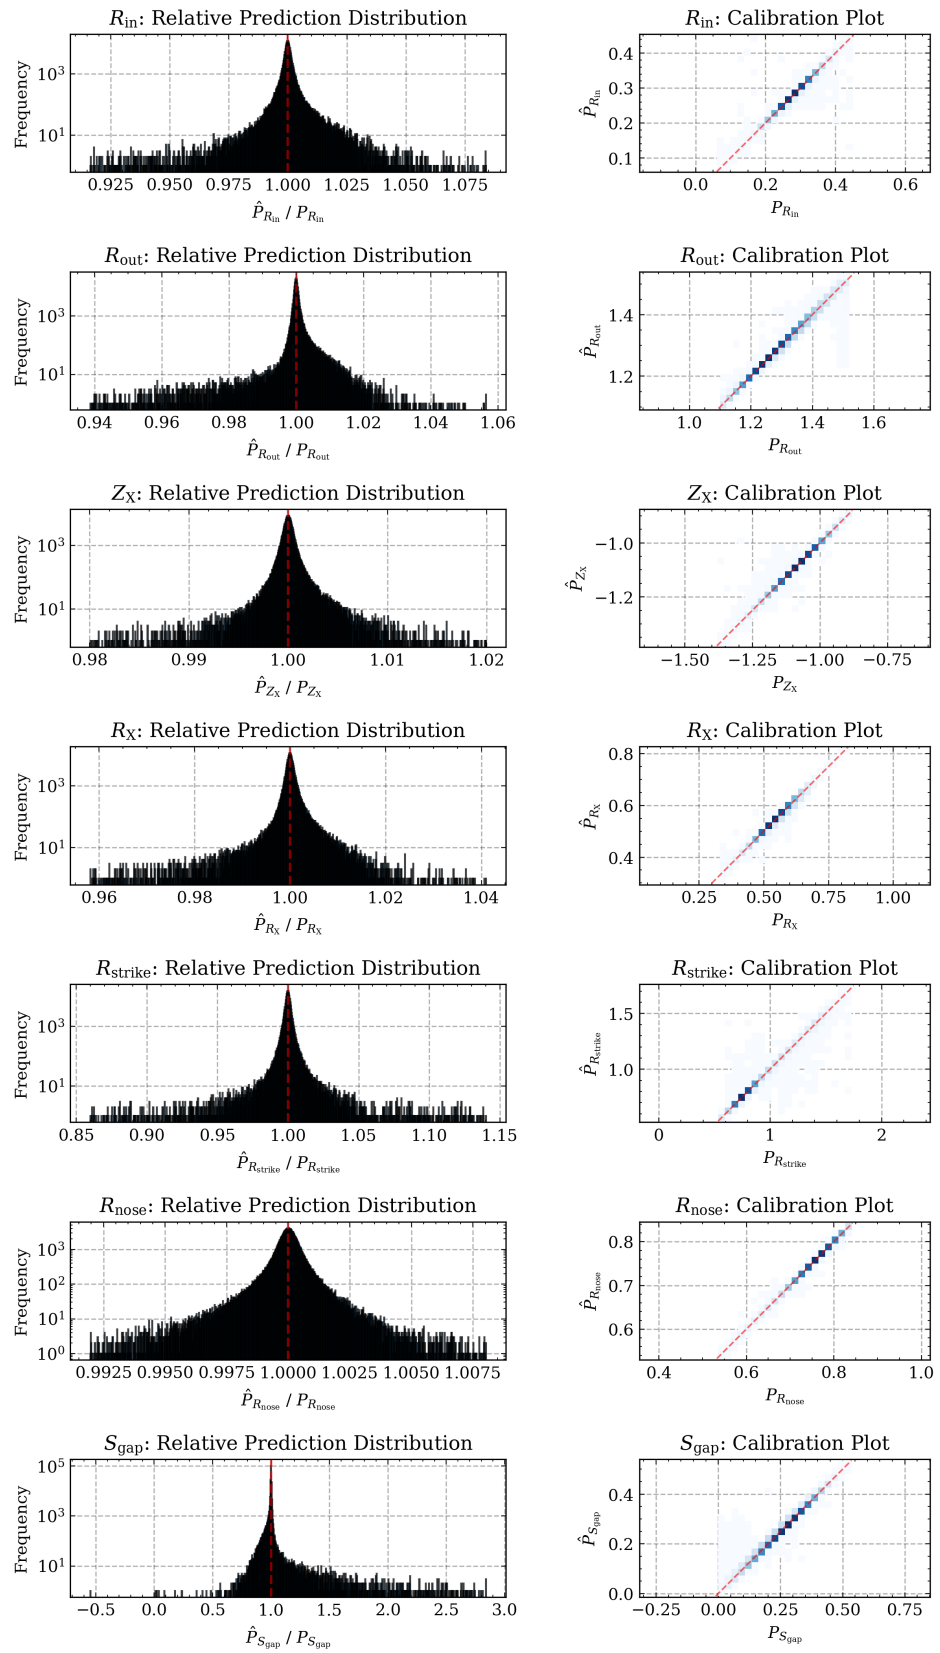 R_in: Relative Prediction Distribution
Frequency
10^3
10^1
0.925 0.950 0.975 1.000 1.025 1.050 1.075
P̂_R_in / P_R_in
R_in: Calibration Plot
P̂_R_in
0.4
0.3
0.2
0.1
0.0 0.2 0.4 0.6
P_R_in
R_out: Relative Prediction Distribution
Frequency
10^3
10^1
0.94 0.96 0.98 1.00 1.02 1.04 1.06
P̂_R_out / P_R_out
R_out: Calibration Plot
P̂_R_out
1.4
1.2
1.0 1.2 1.4 1.6
P_R_out
Z_X: Relative Prediction Distribution
Frequency
10^3
10^1
0.98 0.99 1.00 1.01 1.02
P̂_Z_X / P_Z_X
Z_X: Calibration Plot
P̂_Z_X
−1.0
−1.2
−1.50 −1.25 −1.00 −0.75
P_Z_X
R_X: Relative Prediction Distribution
Frequency
10^3
10^1
0.96 0.98 1.00 1.02 1.04
P̂_R_X / P_R_X
R_X: Calibration Plot
P̂_R_X
0.8
0.6
0.4
0.25 0.50 0.75 1.00
P_R_X
R_strike: Relative Prediction Distribution
Frequency
10^3
10^1
0.85 0.90 0.95 1.00 1.05 1.10 1.15
P̂_R_strike / P_R_strike
R_strike: Calibration Plot
P̂_R_strike
1.5
1.0
0 1 2
P_R_strike
R_nose: Relative Prediction Distribution
Frequency
10^3
10^2
10^1
10^0
0.9925 0.9950 0.9975 1.0000 1.0025 1.0050 1.0075
P̂_R_nose / P_R_nose
R_nose: Calibration Plot
P̂_R_nose
0.8
0.7
0.6
0.4 0.6 0.8 1.0
P_R_nose
S_gap: Relative Prediction Distribution
Frequency
10^5
10^3
10^1
−0.5 0.0 0.5 1.0 1.5 2.0 2.5 3.0
P̂_S_gap / P_S_gap
S_gap: Calibration Plot
P̂_S_gap
0.4
0.2
0.0
−0.25 0.00 0.25 0.50 0.75
P_S_gap